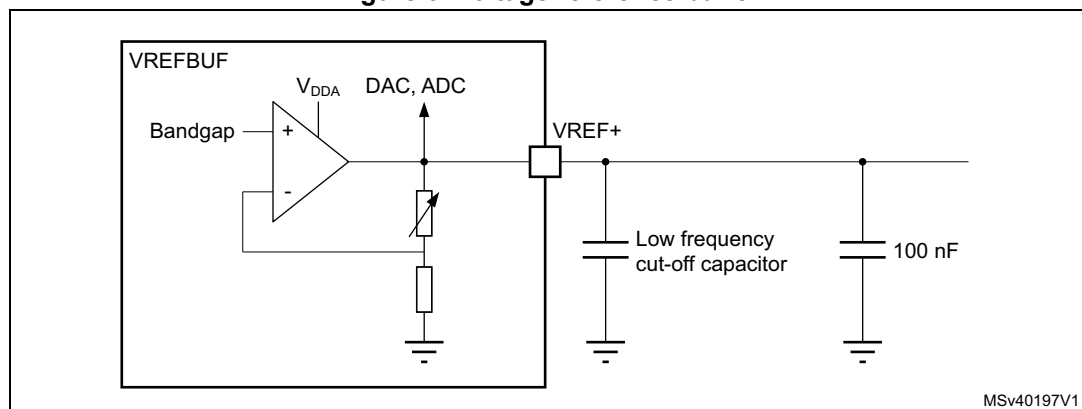 VREFBUF
VDDA
DAC, ADC
Bandgap
+
-
VREF+
Low frequency
cut-off capacitor
100 nF
MSv40197V1